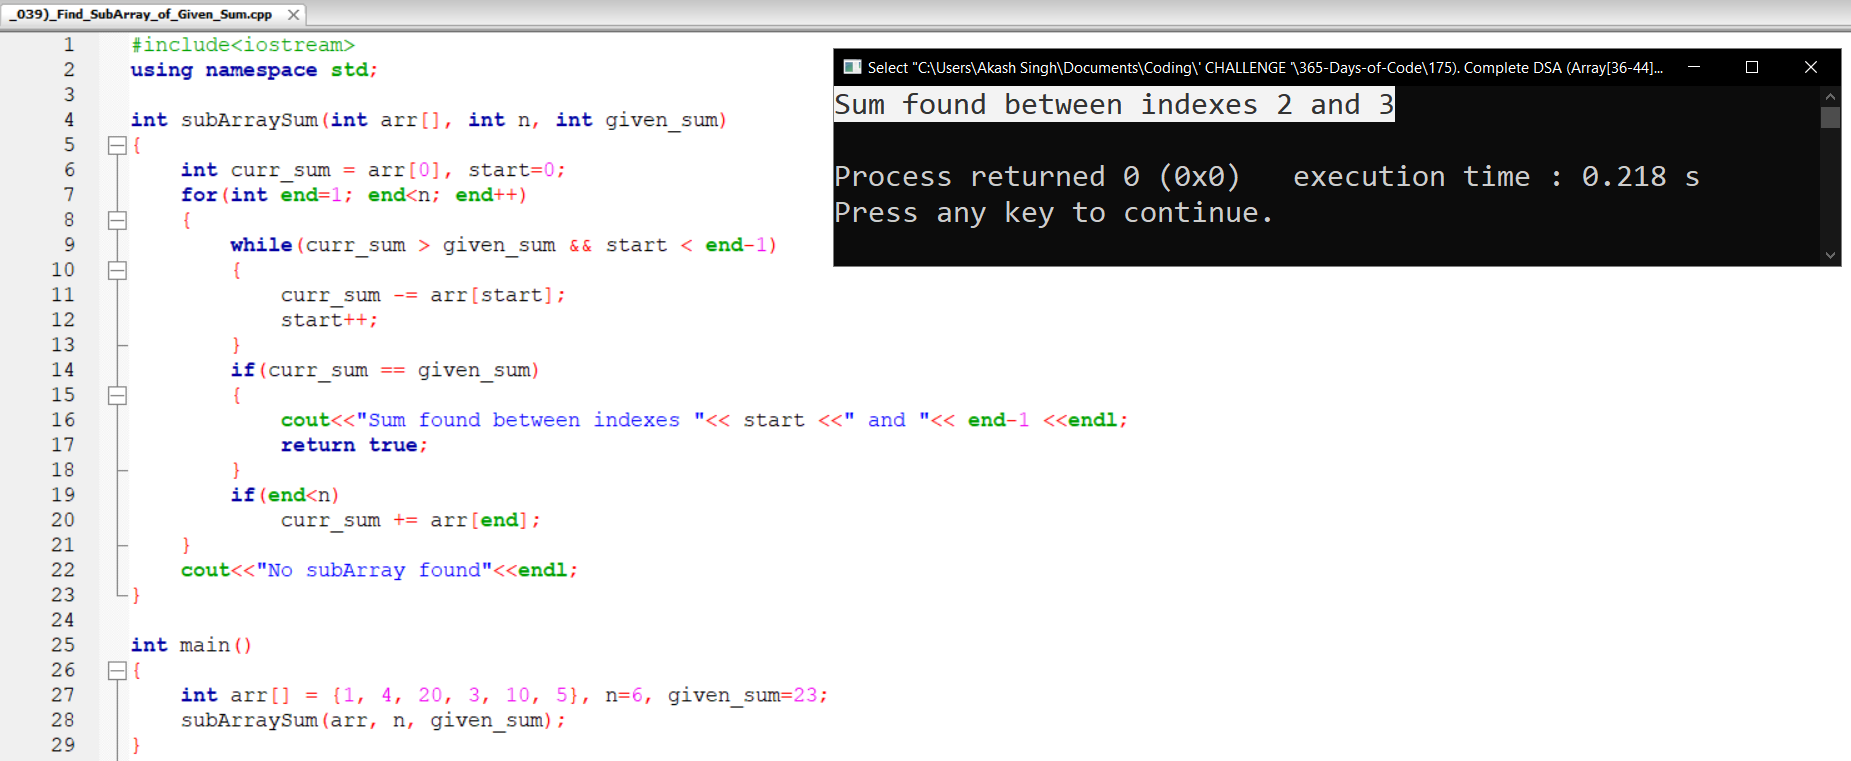 _039)_Find_SubArray_of_Given_Sum.cpp
1 #include<iostream>
2 using namespace std;
3
4 int subArraySum(int arr[], int n, int given_sum)
5 {
6 int curr_sum = arr[0], start=0;
7 for(int end=1; end<n; end++)
8 {
9 while(curr_sum > given_sum && start < end-1)
10 {
11 curr_sum -= arr[start];
12 start++;
13 }
14 if(curr_sum == given_sum)
15 {
16 cout<<"Sum found between indexes "<< start <<" and "<< end-1 <<endl;
17 return true;
18 }
19 if(end<n)
20 curr_sum += arr[end];
21 }
22 cout<<"No subArray found"<<endl;
23 }
24
25 int main()
26 {
27 int arr[] = {1, 4, 20, 3, 10, 5}, n=6, given_sum=23;
28 subArraySum(arr, n, given_sum);
29 }
Select "C:\Users\Akash Singh\Documents\Coding\' CHALLENGE '\365-Days-of-Code\175). Complete DSA (Array[36-44]...
Sum found between indexes 2 and 3
Process returned 0 (0x0) execution time : 0.218 s
Press any key to continue.